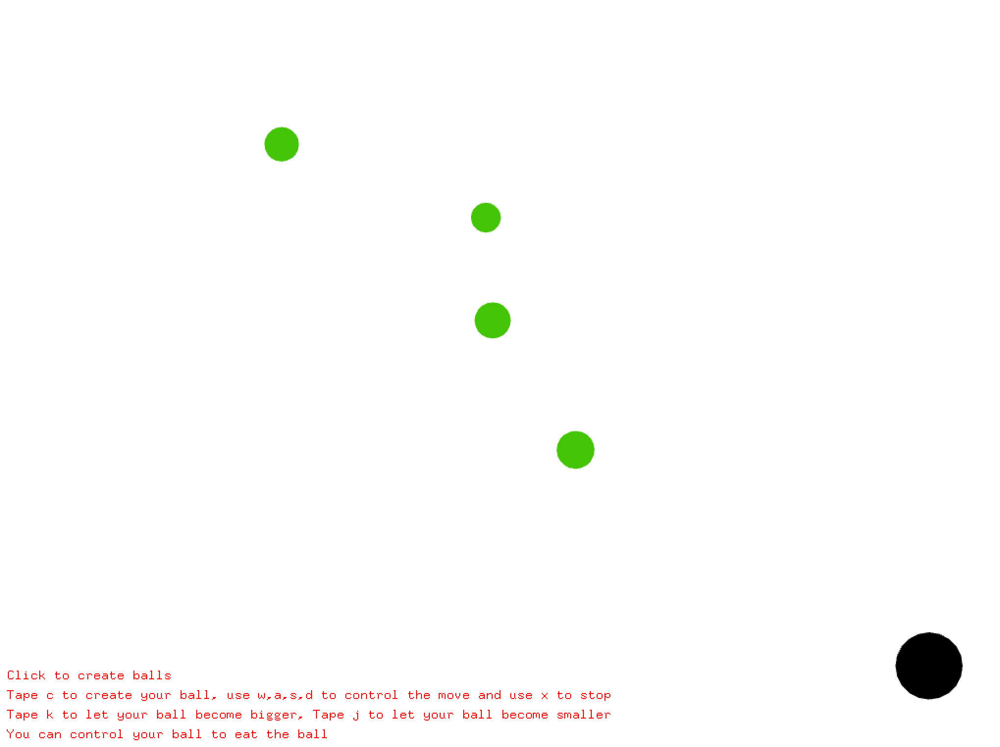 Click to create balls
Tape c to create your ball, use w,a,s,d to control the move and use x to stop
Tape k to let your ball become bigger, Tape j to let your ball become smaller
You can control your ball to eat the ball